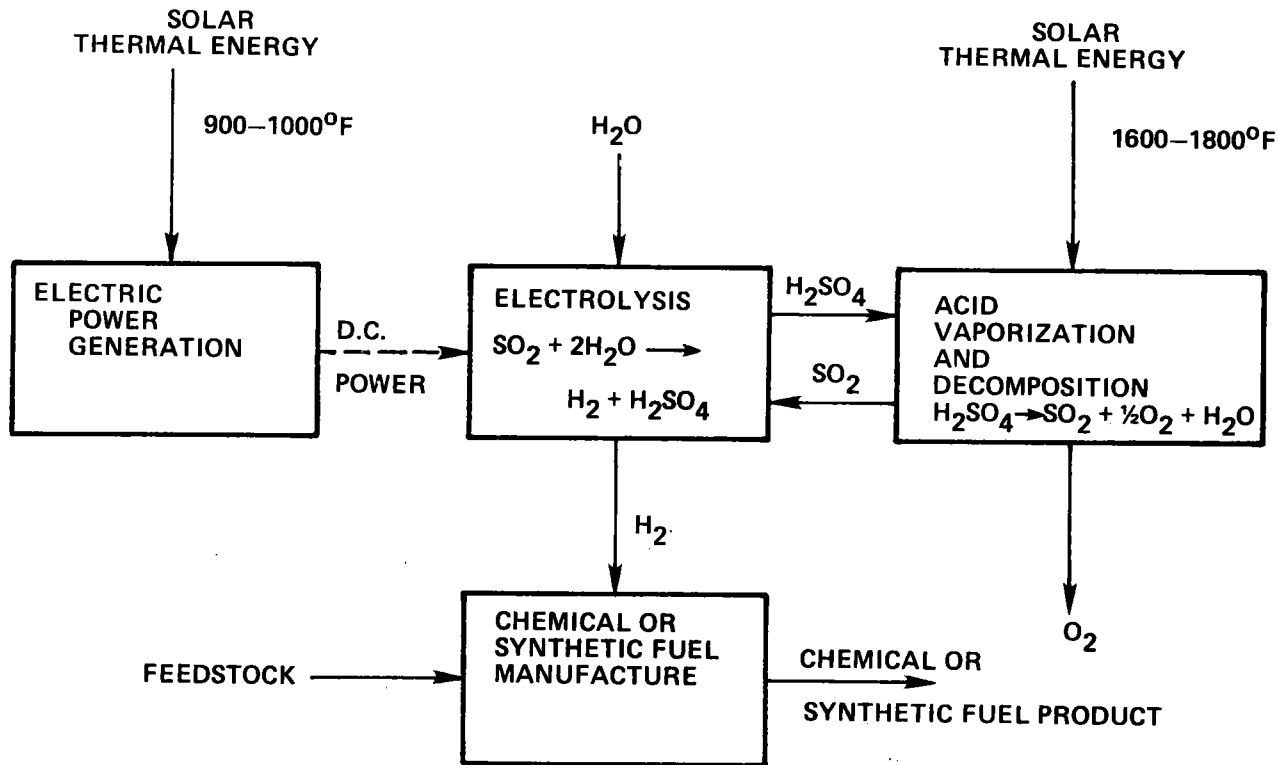 SOLAR
THERMAL ENERGY
900–1000°F
H₂O
SOLAR
THERMAL ENERGY
1600–1800°F
ELECTRIC
POWER
GENERATION
D.C.
POWER
ELECTROLYSIS
SO₂ + 2H₂O →
H₂ + H₂SO₄
H₂SO₄
SO₂
ACID
VAPORIZATION
AND
DECOMPOSITION
H₂SO₄→SO₂ + ½O₂ + H₂O
H₂
O₂
FEEDSTOCK
CHEMICAL OR
SYNTHETIC FUEL
MANUFACTURE
CHEMICAL OR
SYNTHETIC FUEL PRODUCT